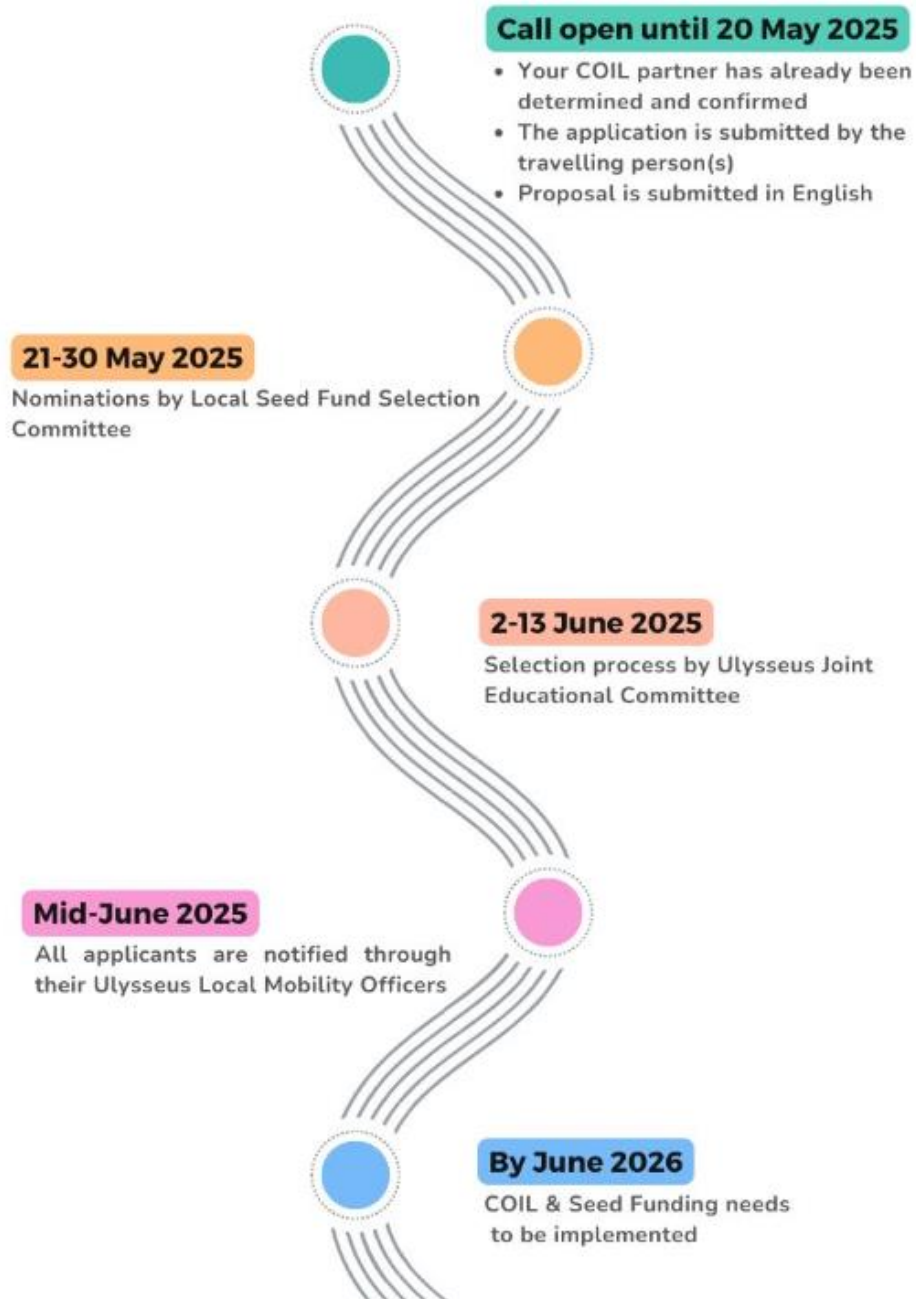 Call open until 20 May 2025
• Your COIL partner has already been
determined and confirmed
• The application is submitted by the
travelling person(s)
• Proposal is submitted in English
21-30 May 2025
Nominations by Local Seed Fund Selection
Committee
2-13 June 2025
Selection process by Ulysseus Joint
Educational Committee
Mid-June 2025
All applicants are notified through
their Ulysseus Local Mobility Officers
By June 2026
COIL & Seed Funding needs
to be implemented